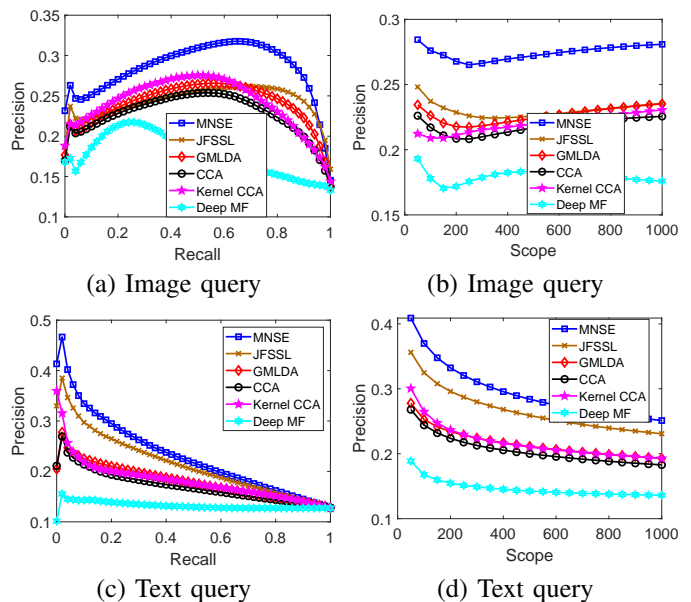 0.35
0.3
0.25
0.2
0.15
0.1
Precision
0 0.2 0.4 0.6 0.8 1
Recall
MNSE
JFSSL
GMLDA
CCA
Kernel CCA
Deep MF
(a) Image query
0.3
0.25
0.2
0.15
Precision
0 200 400 600 800 1000
Scope
MNSE
JFSSL
GMLDA
CCA
Kernel CCA
Deep MF
(b) Image query
0.5
0.4
0.3
0.2
0.1
Precision
0 0.2 0.4 0.6 0.8 1
Recall
MNSE
JFSSL
GMLDA
CCA
Kernel CCA
Deep MF
(c) Text query
0.4
0.3
0.2
0.1
Precision
0 200 400 600 800 1000
Scope
MNSE
JFSSL
GMLDA
CCA
Kernel CCA
Deep MF
(d) Text query